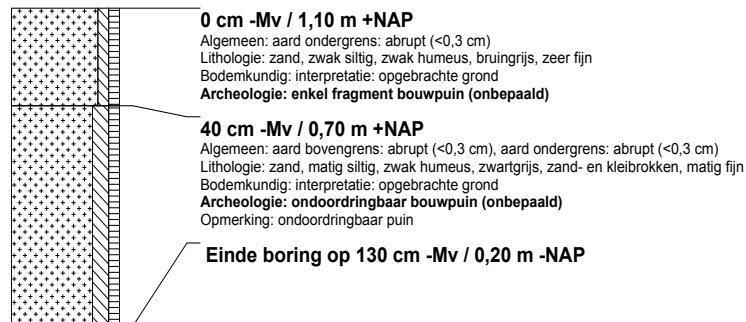 0 cm -Mv / 1,10 m +NAP
Algemeen: aard ondergrens: abrupt (<0,3 cm)
Lithologie: zand, zwak siltig, zwak humeus, bruingrijs, zeer fijn
Bodemkundig: interpretatie: opgebrachte grond
Archeologie: enkel fragment bouwpuin (onbepaald)
40 cm -Mv / 0,70 m +NAP
Algemeen: aard bovengrens: abrupt (<0,3 cm), aard ondergrens: abrupt (<0,3 cm)
Lithologie: zand, matig siltig, zwak humeus, zwartgrijs, zand- en kleibrokken, matig fijn
Bodemkundig: interpretatie: opgebrachte grond
Archeologie: ondoordringbaar bouwpuin (onbepaald)
Opmerking: ondoordringbaar puin
Einde boring op 130 cm -Mv / 0,20 m -NAP